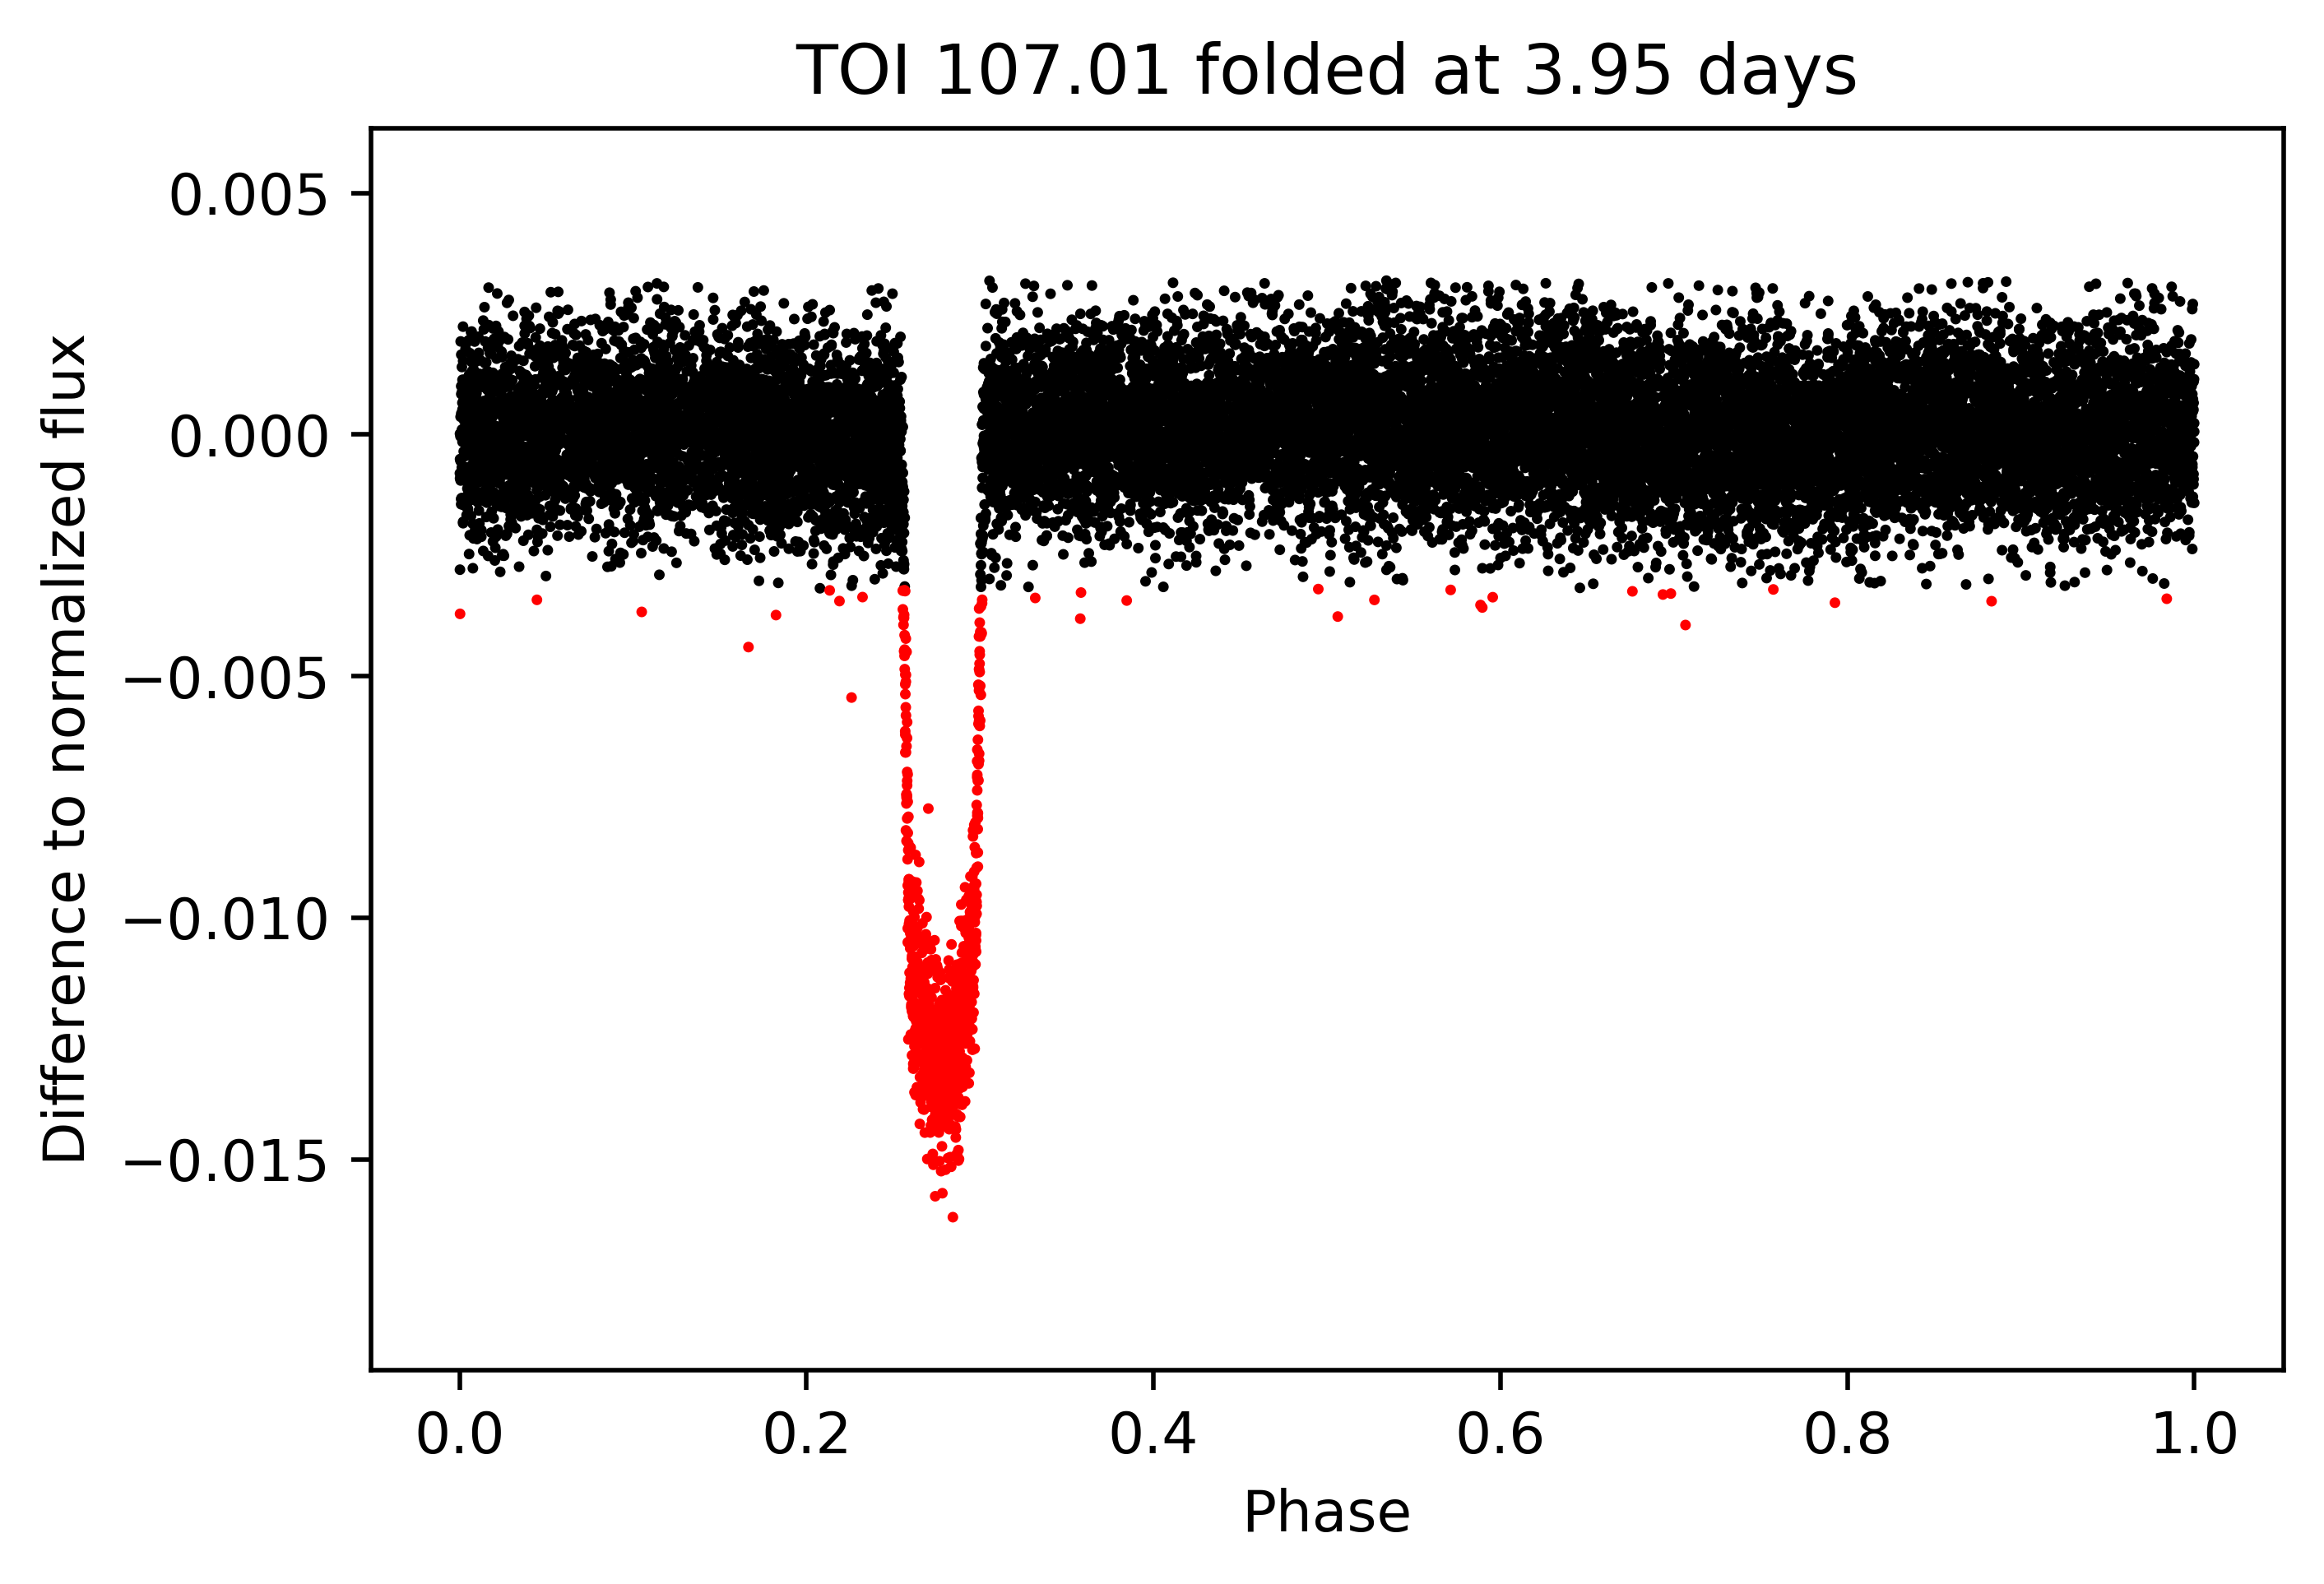 TOI 107.01 folded at 3.95 days
Difference to normalized flux
0.005
0.000
−0.005
−0.010
−0.015
0.0 0.2 0.4 0.6 0.8 1.0
Phase